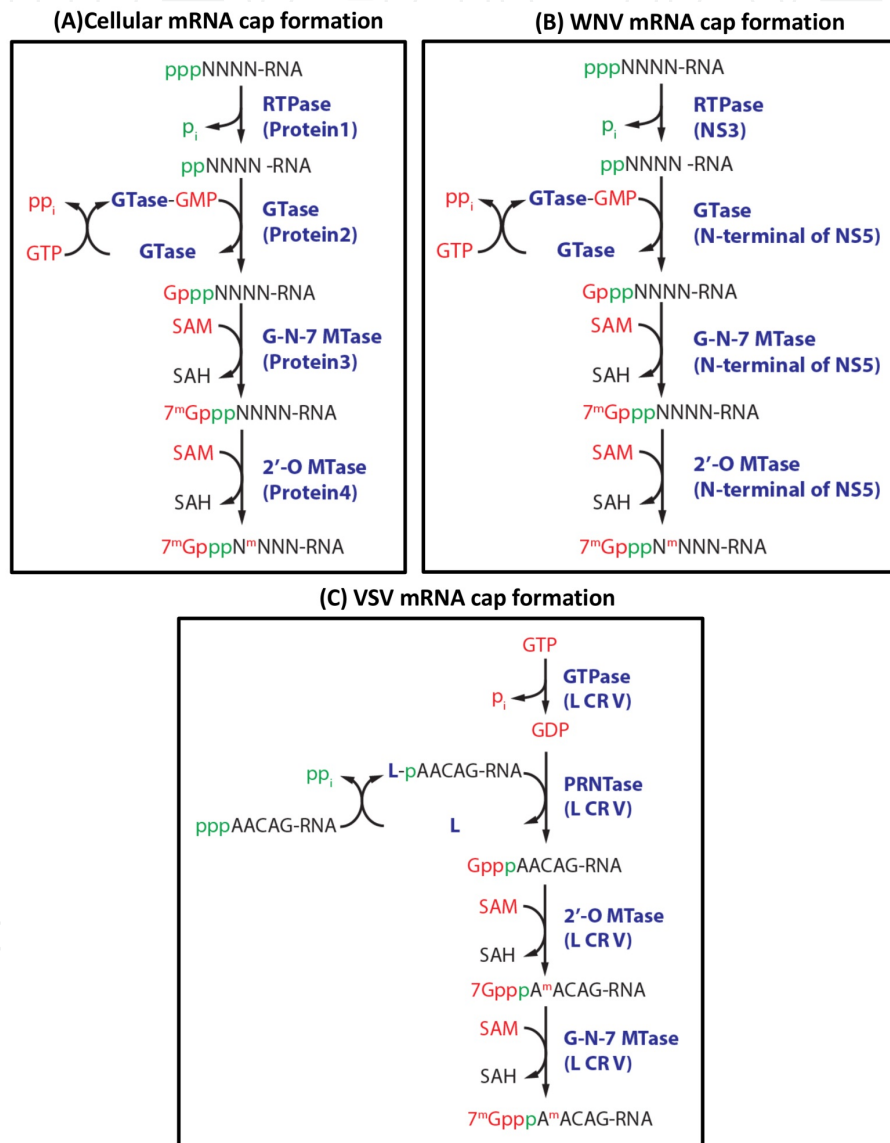 (A)Cellular mRNA cap formation
pppNNNN-RNA
RTPase
(Protein1)
pi
ppNNNN -RNA
ppi
GTase-GMP
GTase
(Protein2)
GTP
GTase
GpppNNNN-RNA
SAM
G-N-7 MTase
(Protein3)
SAH
7mGpppNNNN-RNA
SAM
2’-O MTase
(Protein4)
SAH
7mGpppNmNNN-RNA
(B) WNV mRNA cap formation
pppNNNN-RNA
RTPase
(NS3)
pi
ppNNNN -RNA
ppi
GTase-GMP
GTase
(N-terminal of NS5)
GTP
GTase
GpppNNNN-RNA
SAM
G-N-7 MTase
(N-terminal of NS5)
SAH
7mGpppNNNN-RNA
SAM
2’-O MTase
(N-terminal of NS5)
SAH
7mGpppNmNNN-RNA
(C) VSV mRNA cap formation
GTP
GTPase
(L CR V)
pi
GDP
ppi
L-pAACAG-RNA
PRNTase
(L CR V)
pppAACAG-RNA
L
GpppAACAG-RNA
SAM
2’-O MTase
(L CR V)
SAH
7GpppAmACAG-RNA
SAM
G-N-7 MTase
(L CR V)
SAH
7mGpppAmACAG-RNA